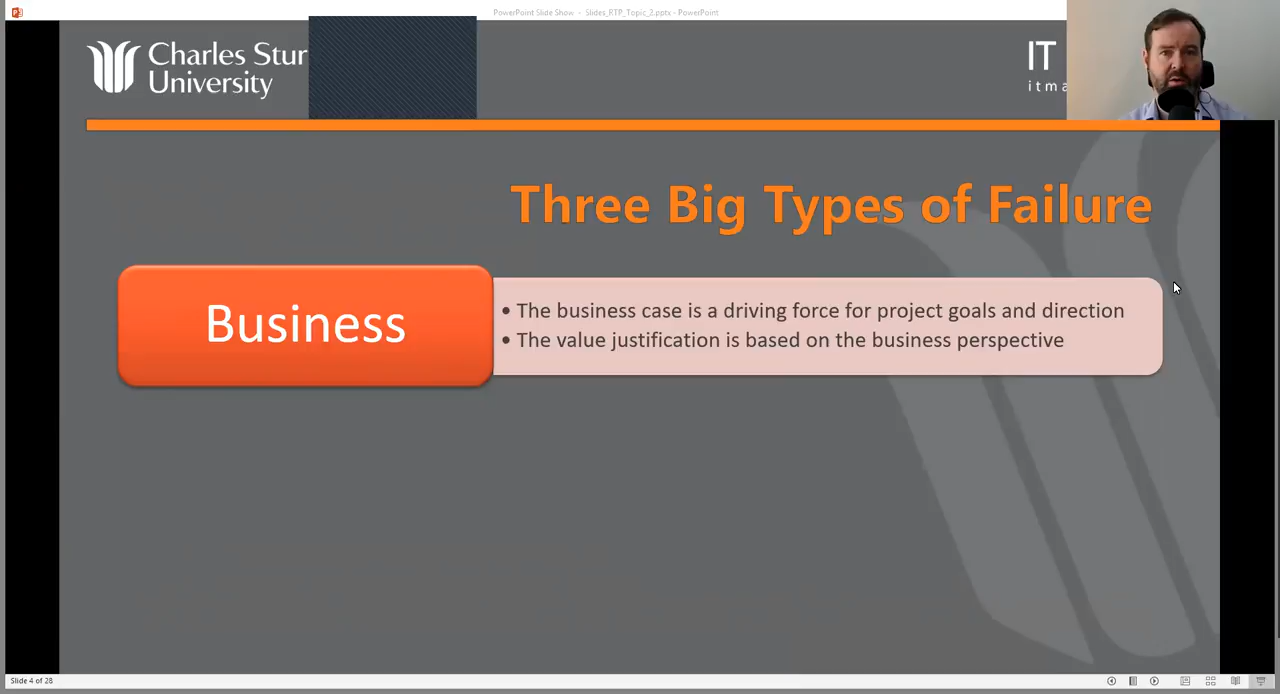 PowerPoint Slide Show - Slides_RTP_Topic_2.pptx - PowerPoint
Charles Stur
University
IT
itma
Three Big Types of Failure
Business
• The business case is a driving force for project goals and direction
• The value justification is based on the business perspective
Slide 4 of 28